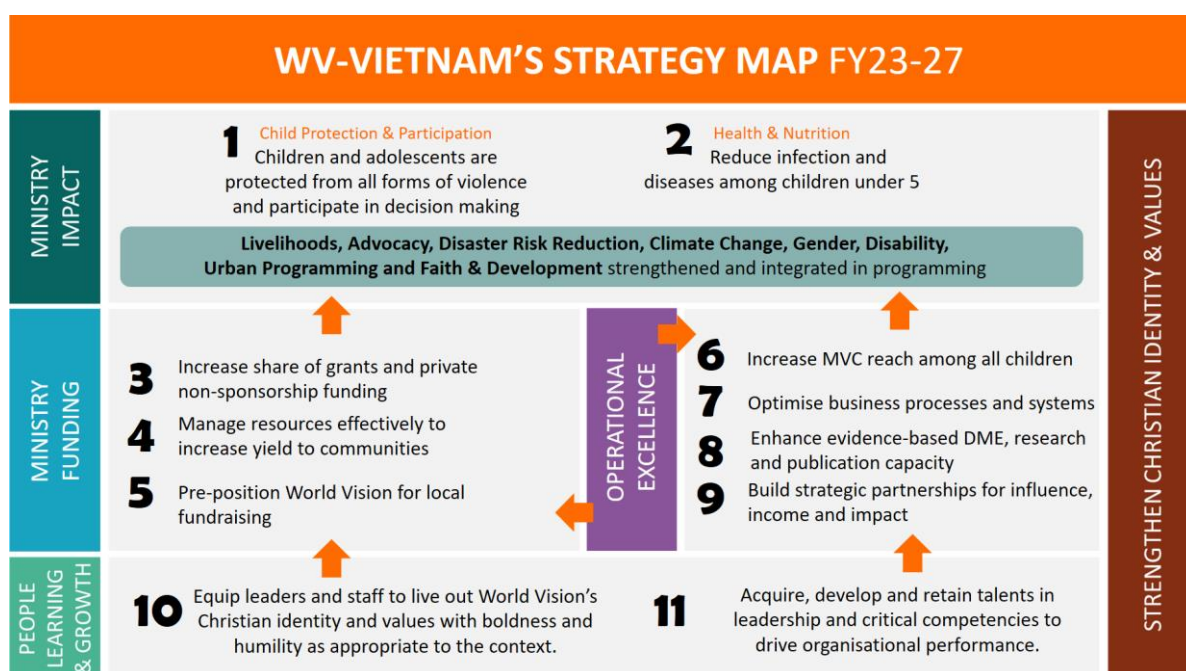 WV-VIETNAM'S STRATEGY MAP FY23-27
MINISTRY
IMPACT
1
Child Protection & Participation
Children and adolescents are
protected from all forms of violence
and participate in decision making
2
Health & Nutrition
Reduce infection and
diseases among children under 5
Livelihoods, Advocacy, Disaster Risk Reduction, Climate Change, Gender, Disability,
Urban Programming and Faith & Development strengthened and integrated in programming
MINISTRY
FUNDING
3
Increase share of grants and private
non-sponsorship funding
4
Manage resources effectively to
increase yield to communities
5
Pre-position World Vision for local
fundraising
OPERATIONAL
EXCELLENCE
6
Increase MVC reach among all children
7
Optimise business processes and systems
8
Enhance evidence-based DME, research
and publication capacity
9
Build strategic partnerships for influence,
income and impact
PEOPLE
LEARNING
& GROWTH
10
Equip leaders and staff to live out World Vision's
Christian identity and values with boldness and
humility as appropriate to the context.
11
Acquire, develop and retain talents in
leadership and critical competencies to
drive organisational performance.
STRENGTHEN CHRISTIAN IDENTITY & VALUES